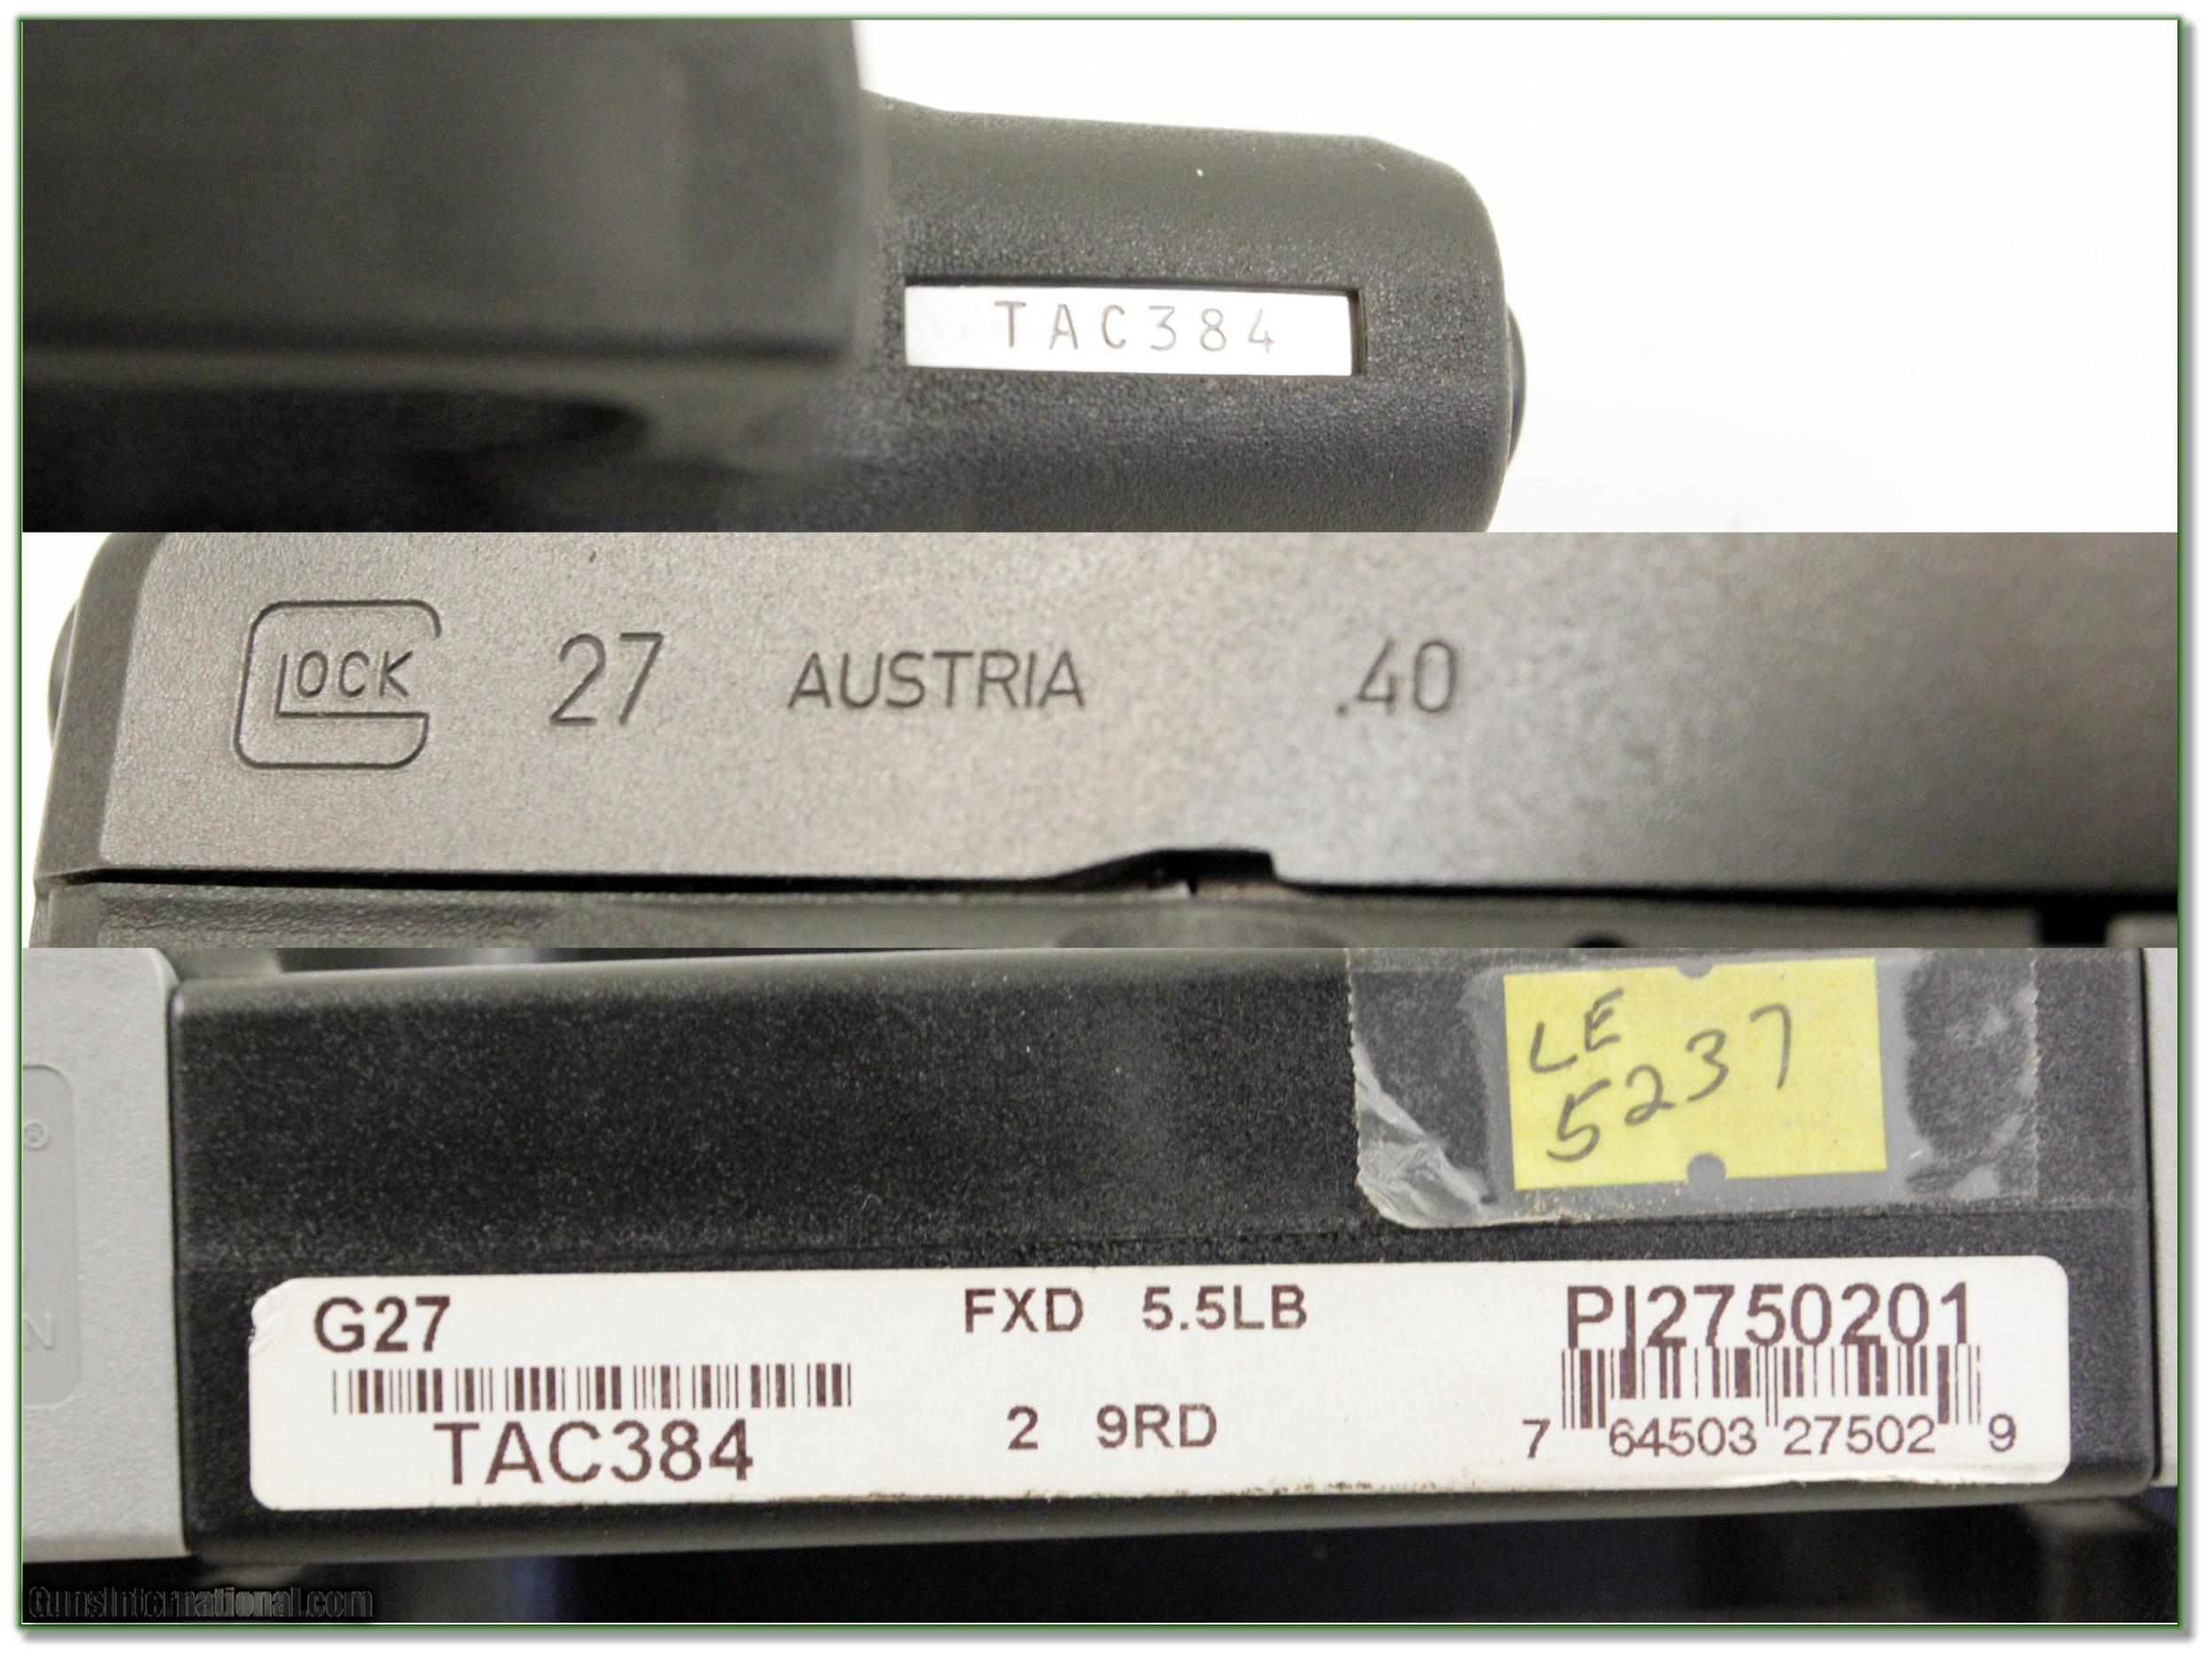 TAC384
GLOCK 27 AUSTRIA .40
LE
5237
G27 FXD 5.5LB PI2750201
TAC384 2 9RD 7 64503 27502 9
®
N
GunsInternational.com